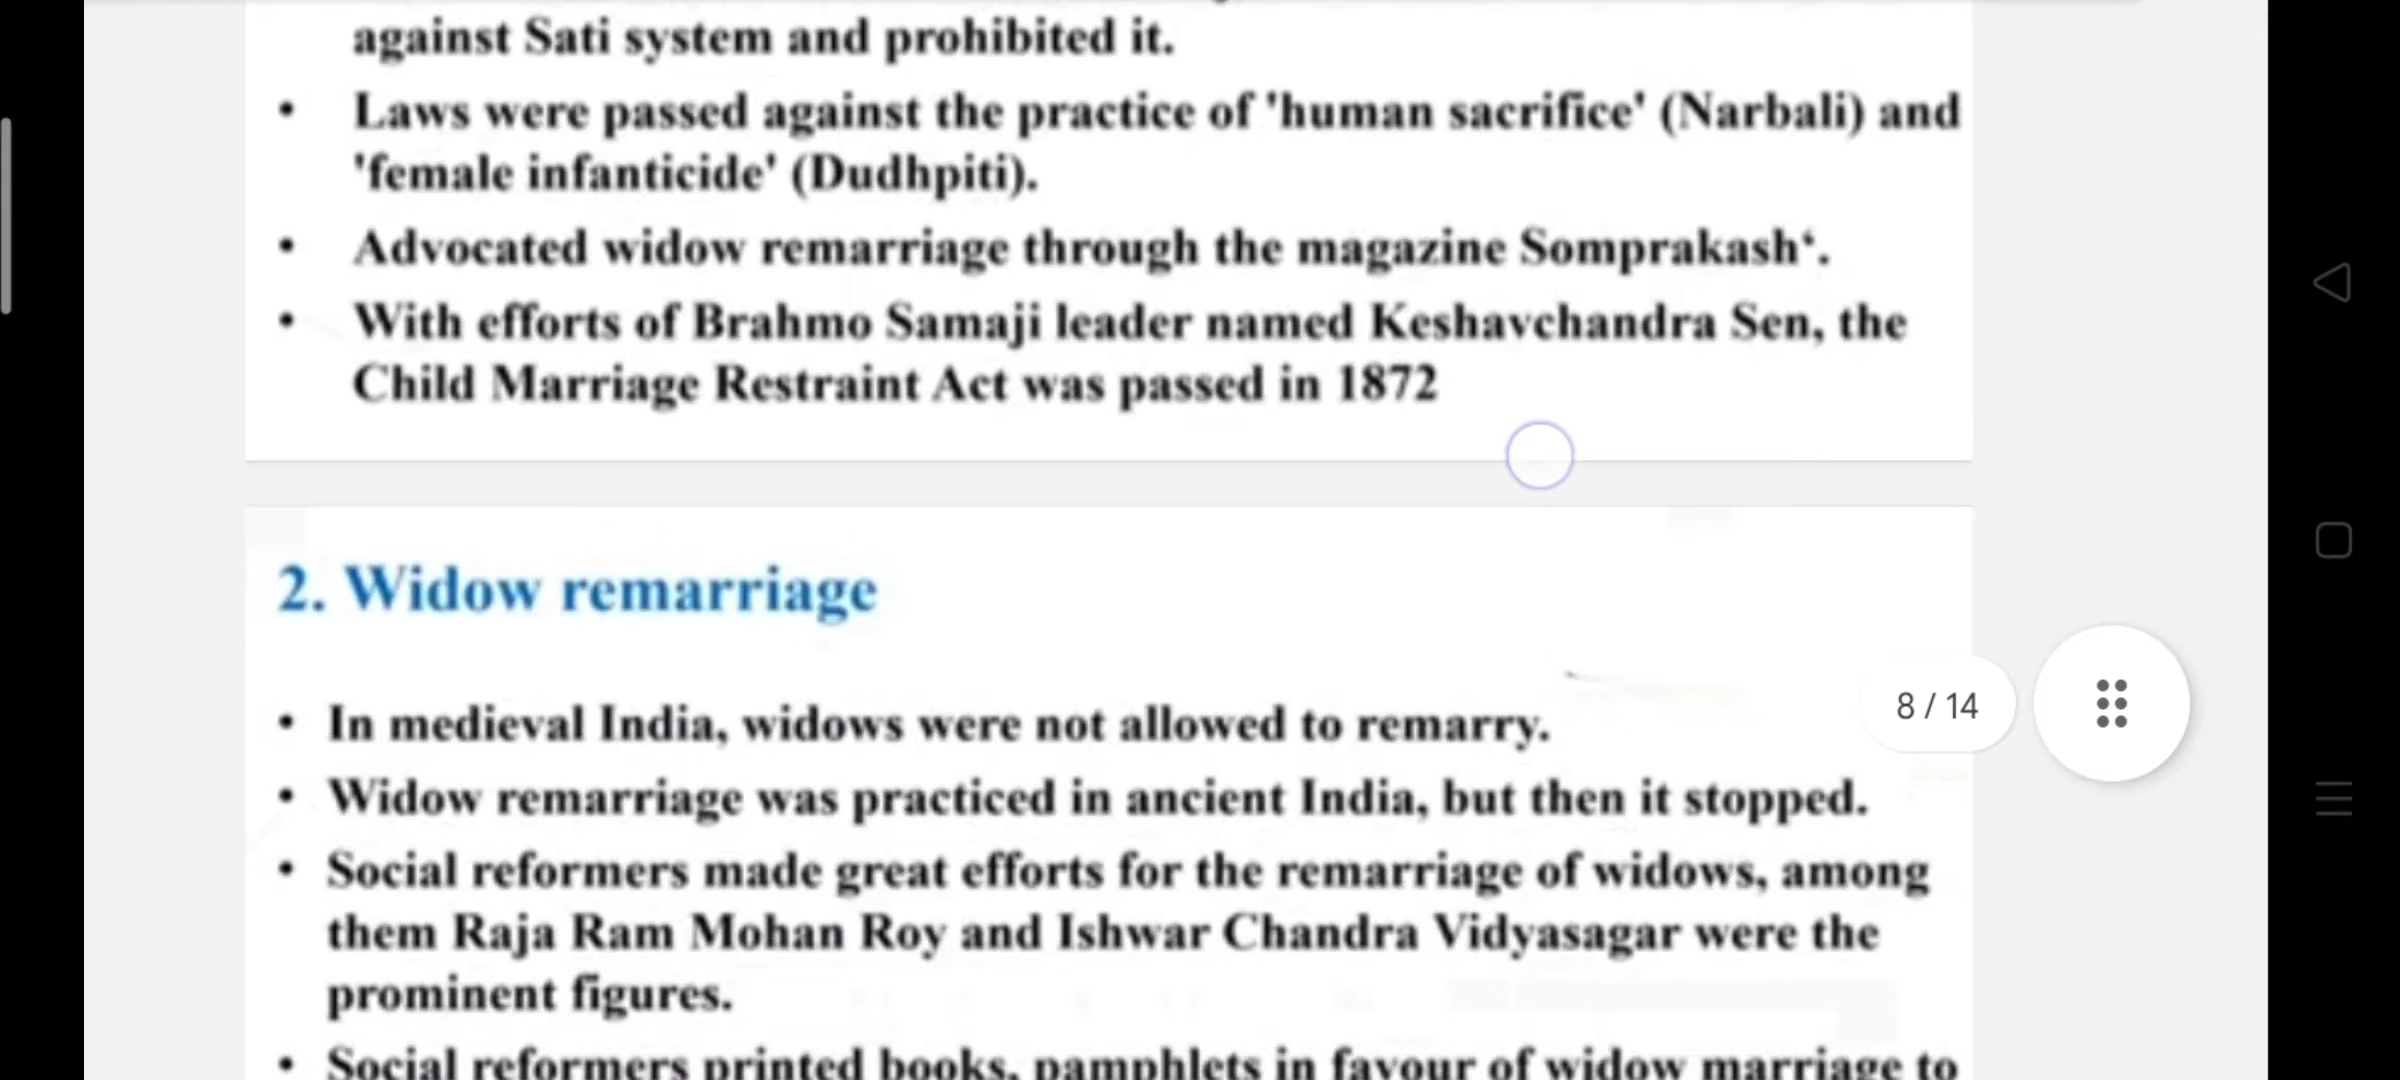 against Sati system and prohibited it.
• Laws were passed against the practice of 'human sacrifice' (Narbali) and
'female infanticide' (Dudhpiti).
• Advocated widow remarriage through the magazine Somprakash‘.
• With efforts of Brahmo Samaji leader named Keshavchandra Sen, the
Child Marriage Restraint Act was passed in 1872
2. Widow remarriage
8 / 14
• In medieval India, widows were not allowed to remarry.
• Widow remarriage was practiced in ancient India, but then it stopped.
• Social reformers made great efforts for the remarriage of widows, among
them Raja Ram Mohan Roy and Ishwar Chandra Vidyasagar were the
prominent figures.
• Social reformers printed books, pamphlets in favour of widow marriage to